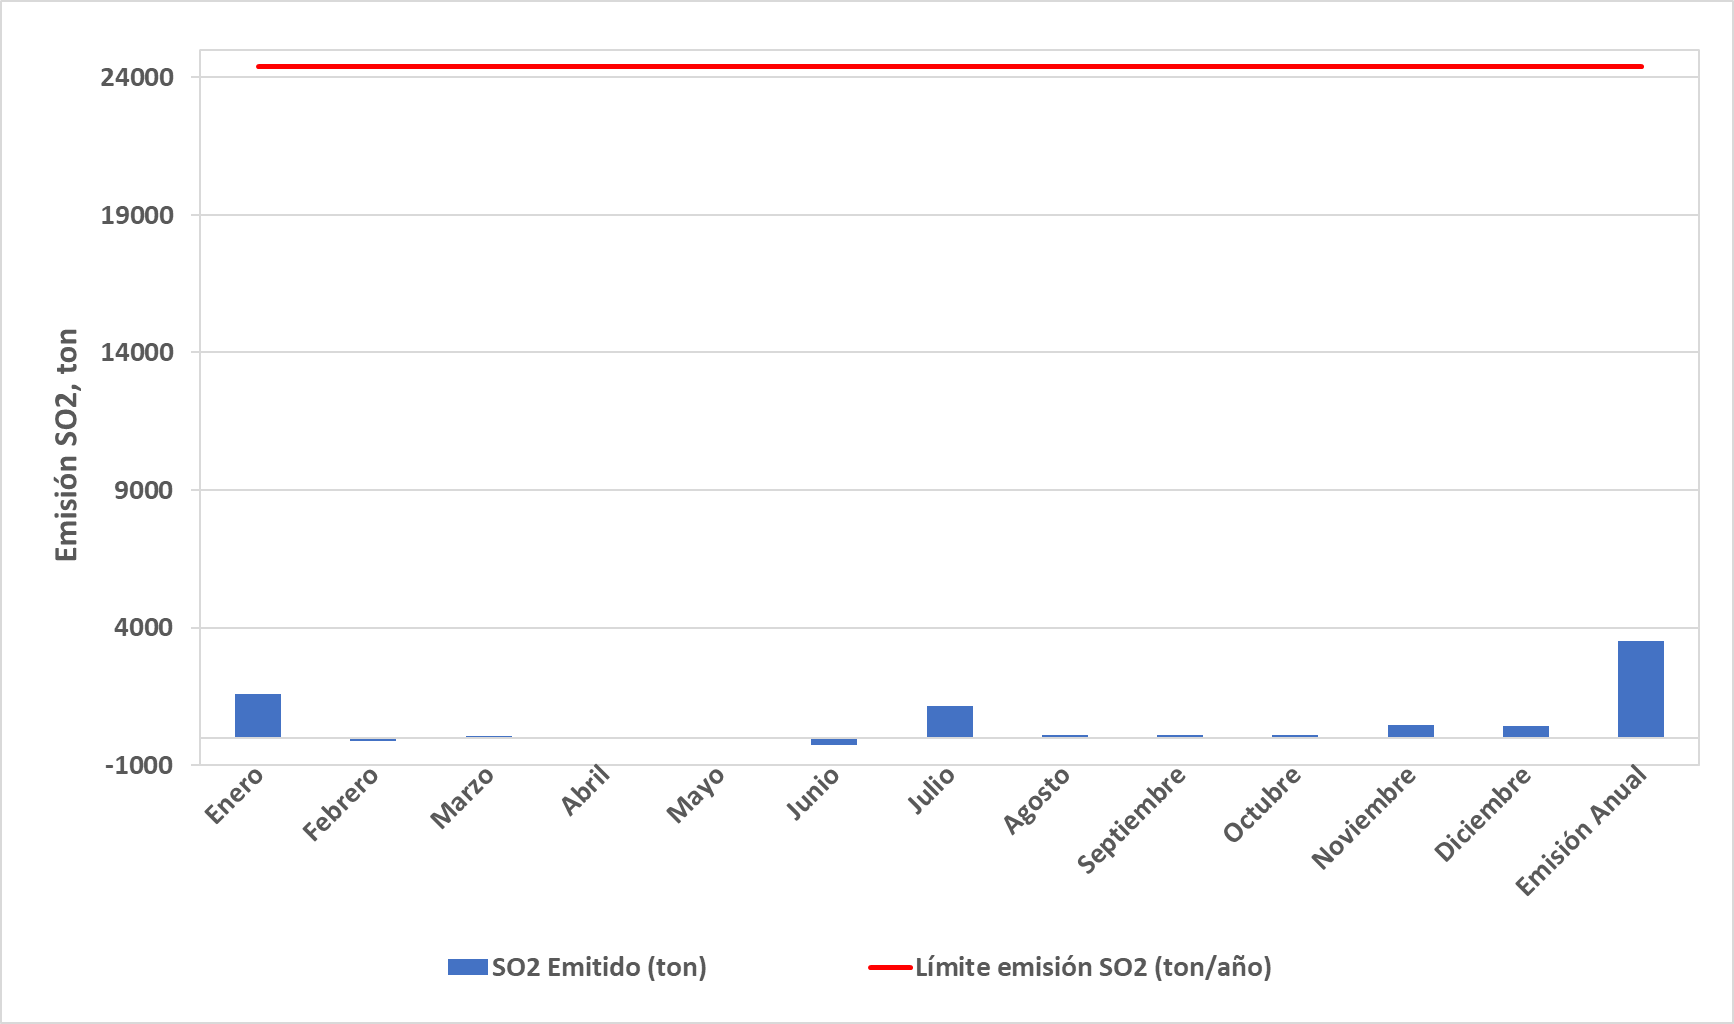 Emisión SO2, ton
24000
19000
14000
9000
4000
-1000
Enero
Febrero
Marzo
Abril
Mayo
Junio
Julio
Agosto
Septiembre
Octubre
Noviembre
Diciembre
Emisión Anual
SO2 Emitido (ton)
Límite emisión SO2 (ton/año)